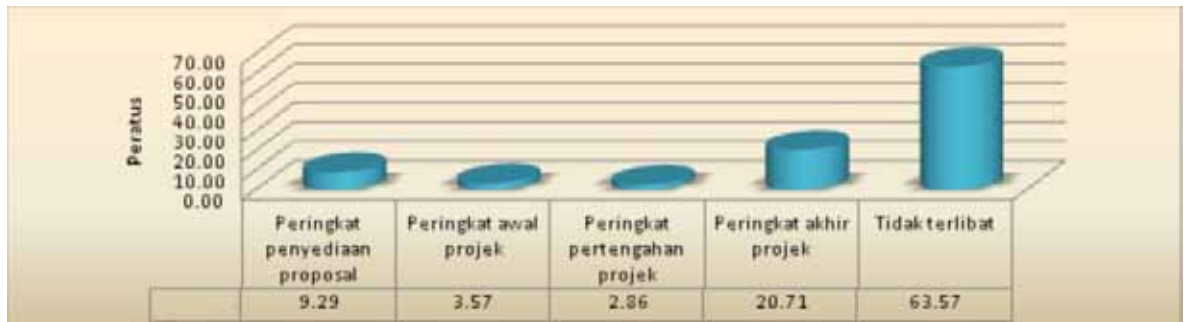 Peratus
70.00
60.00
50.00
40.00
30.00
20.00
10.00
0.00
Peringkat
penyediaan
proposal
Peringkat awal
projek
Peringkat
pertengahan
projek
Peringkat akhir
projek
Tidak terlibat
9.29 3.57 2.86 20.71 63.57